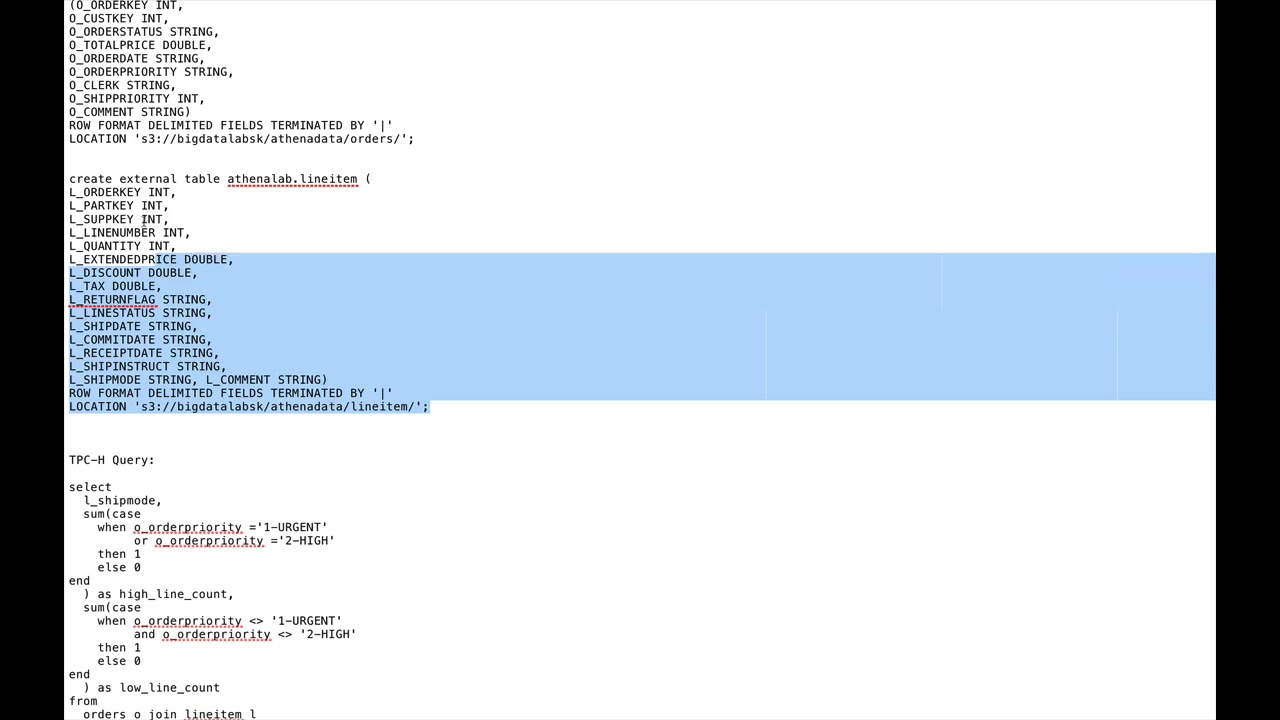 (O_ORDERKEY INT,
O_CUSTKEY INT,
O_ORDERSTATUS STRING,
O_TOTALPRICE DOUBLE,
O_ORDERDATE STRING,
O_ORDERPRIORITY STRING,
O_CLERK STRING,
O_SHIPPRIORITY INT,
O_COMMENT STRING)
ROW FORMAT DELIMITED FIELDS TERMINATED BY '|'
LOCATION 's3://bigdatalabsk/athenadata/orders/';
create external table athenalab.lineitem (
L_ORDERKEY INT,
L_PARTKEY INT,
L_SUPPKEY INT,
L_LINENUMBER INT,
L_QUANTITY INT,
L_EXTENDEDPRICE DOUBLE,
L_DISCOUNT DOUBLE,
L_TAX DOUBLE,
L_RETURNFLAG STRING,
L_LINESTATUS STRING,
L_SHIPDATE STRING,
L_COMMITDATE STRING,
L_RECEIPTDATE STRING,
L_SHIPINSTRUCT STRING,
L_SHIPMODE STRING, L_COMMENT STRING)
ROW FORMAT DELIMITED FIELDS TERMINATED BY '|'
LOCATION 's3://bigdatalabsk/athenadata/lineitem/';
TPC-H Query:
select
  l_shipmode,
  sum(case
    when o_orderpriority ='1-URGENT'
         or o_orderpriority ='2-HIGH'
    then 1
    else 0
end
  ) as high_line_count,
  sum(case
    when o_orderpriority <> '1-URGENT'
         and o_orderpriority <> '2-HIGH'
    then 1
    else 0
end
  ) as low_line_count
from
  orders o join lineitem l